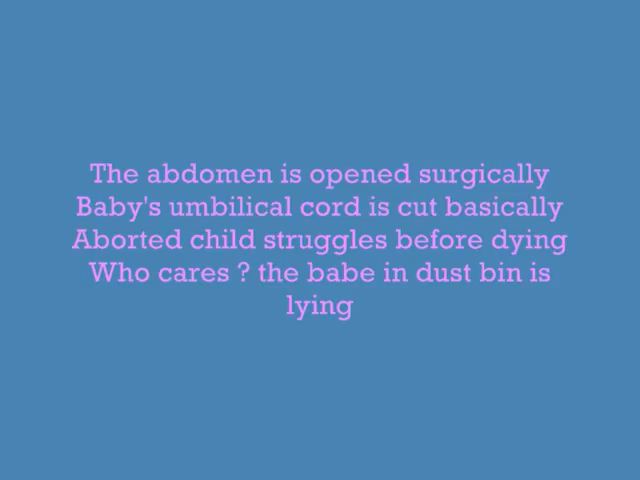 The abdomen is opened surgically
Baby's umbilical cord is cut basically
Aborted child struggles before dying
Who cares ? the babe in dust bin is
lying